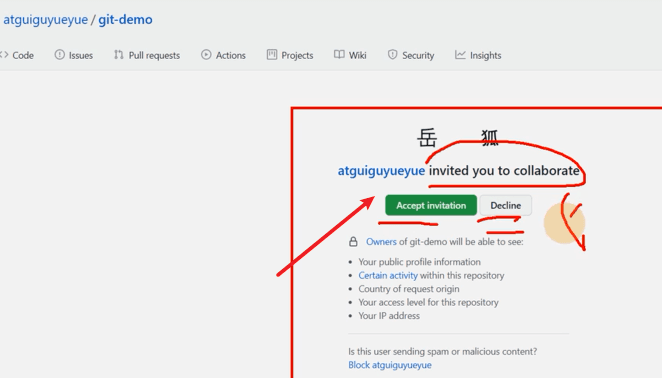 atguiguyueyue / git-demo
<> Code Issues Pull requests Actions Projects Wiki Security Insights
岳 狐
atguiguyueyue invited you to collaborate
Accept invitation Decline
Owners of git-demo will be able to see:
• Your public profile information
• Certain activity within this repository
• Country of request origin
• Your access level for this repository
• Your IP address
Is this user sending spam or malicious content?
Block atguiguyueyue